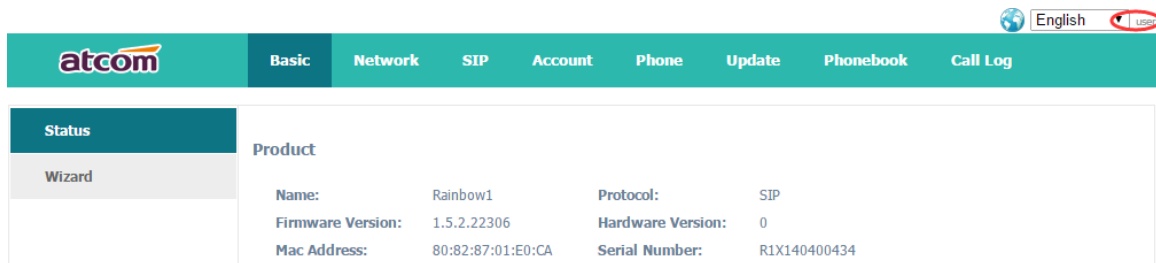 English user
atcom Basic Network SIP Account Phone Update Phonebook Call Log
Status
Product
Wizard
Name: Rainbow1 Protocol: SIP
Firmware Version: 1.5.2.22306 Hardware Version: 0
Mac Address: 80:82:87:01:E0:CA Serial Number: R1X140400434